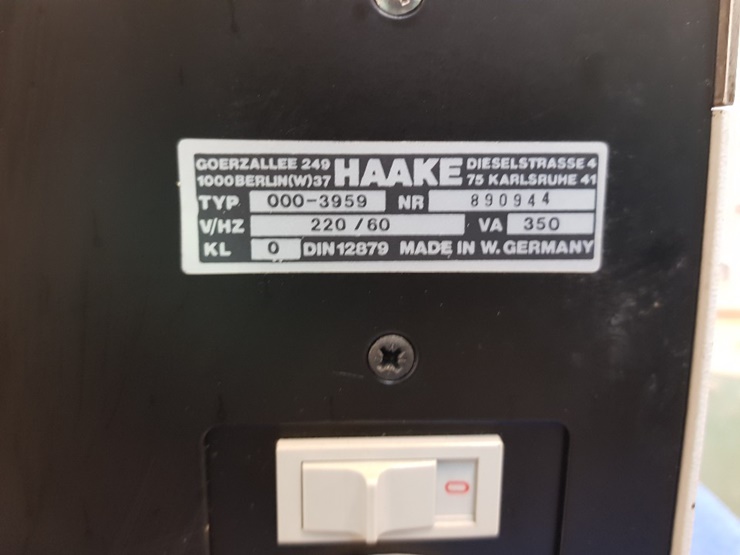 GOERZALLEE 249 HAAKE DIESELSTRASSE 4
1000 BERLIN(W)37 75 KARLSRUHE 41
TYP 000-3959 NR 890944
V/HZ 220 /60 VA 350
KL 0 DIN 12879 MADE IN W. GERMANY
0